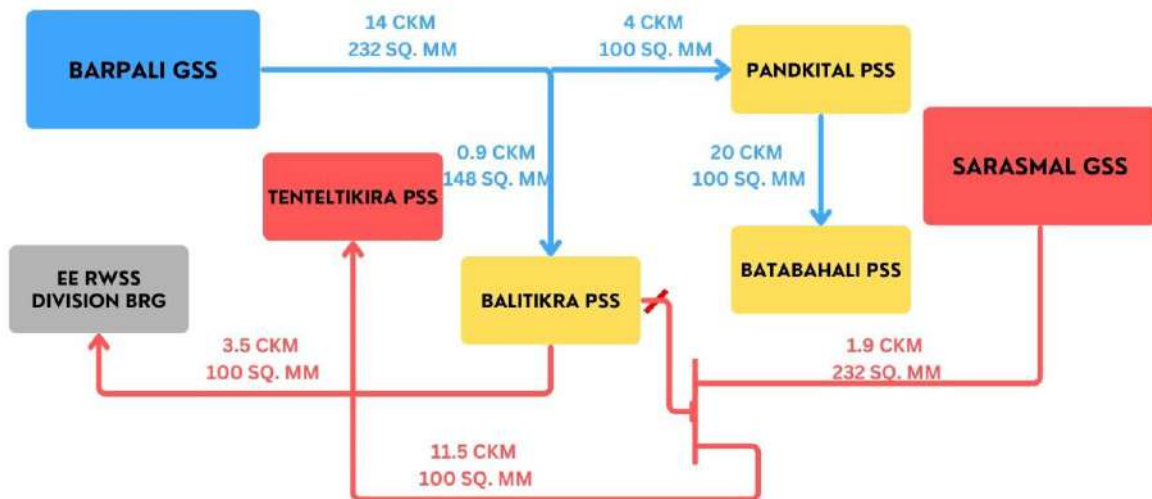 14 CKM
232 SQ. MM
4 CKM
100 SQ. MM
BARPALI GSS
PANDKITAL PSS
0.9 CKM
148 SQ. MM
20 CKM
100 SQ. MM
SARASMAL GSS
TENTELTIKIRA PSS
EE RWSS
DIVISION BRG
BALITIKRA PSS
BATABAHALI PSS
3.5 CKM
100 SQ. MM
1.9 CKM
232 SQ. MM
11.5 CKM
100 SQ. MM